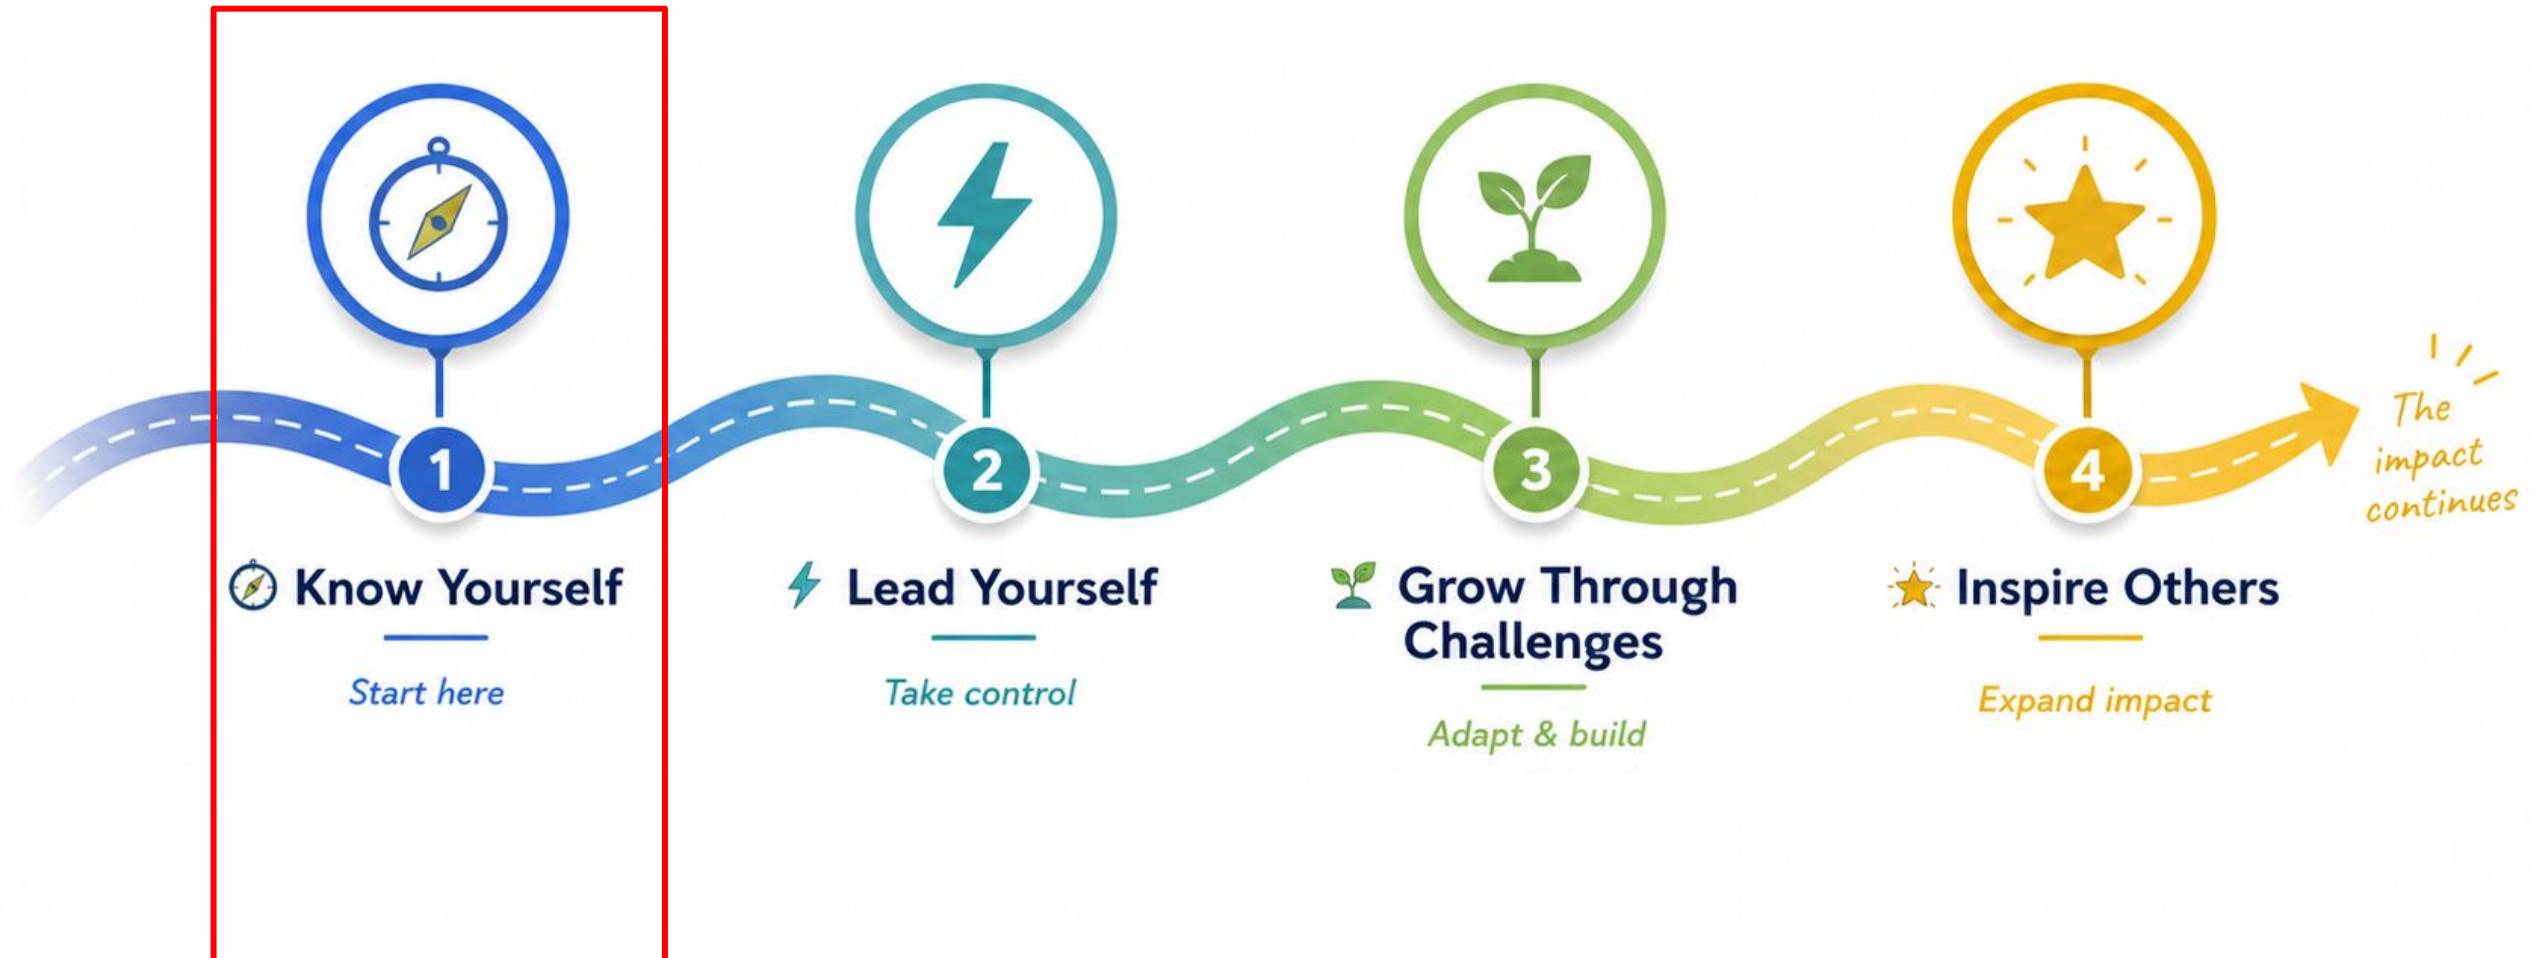 1
2
3
4
The
impact
continues
Know Yourself
Start here
Lead Yourself
Take control
Grow Through
Challenges
Adapt & build
Inspire Others
Expand impact